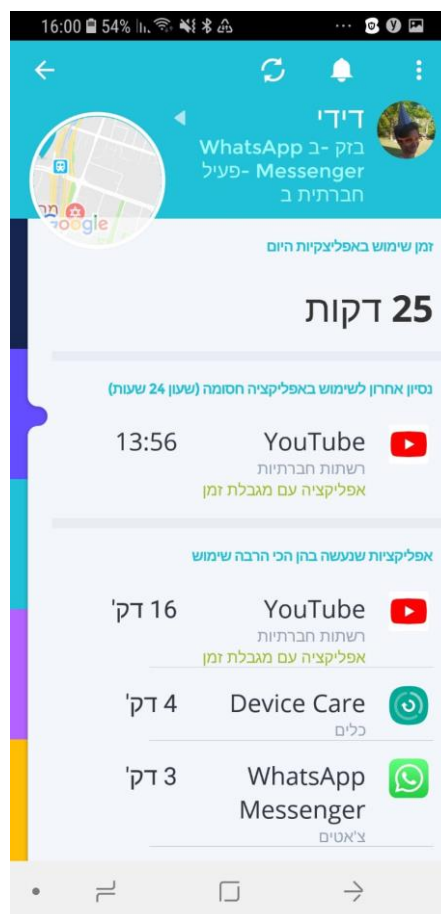 16:00 54%
דידי
בזק -ב WhatsApp
Messenger -פעיל
חברתית ב
Google
זמן שימוש באפליצקיות היום
25 דקות
נסיון אחרון לשימוש באפליקציה חסומה (שעון 24 שעות)
YouTube 13:56
רשתות חברתיות
אפליקציה עם מגבלת זמן
אפליקציות שנעשה בהן הכי הרבה שימוש
YouTube 16 דק'
רשתות חברתיות
אפליקציה עם מגבלת זמן
Device Care 4 דק'
כלים
WhatsApp 3 דק'
Messenger
צ'אטים